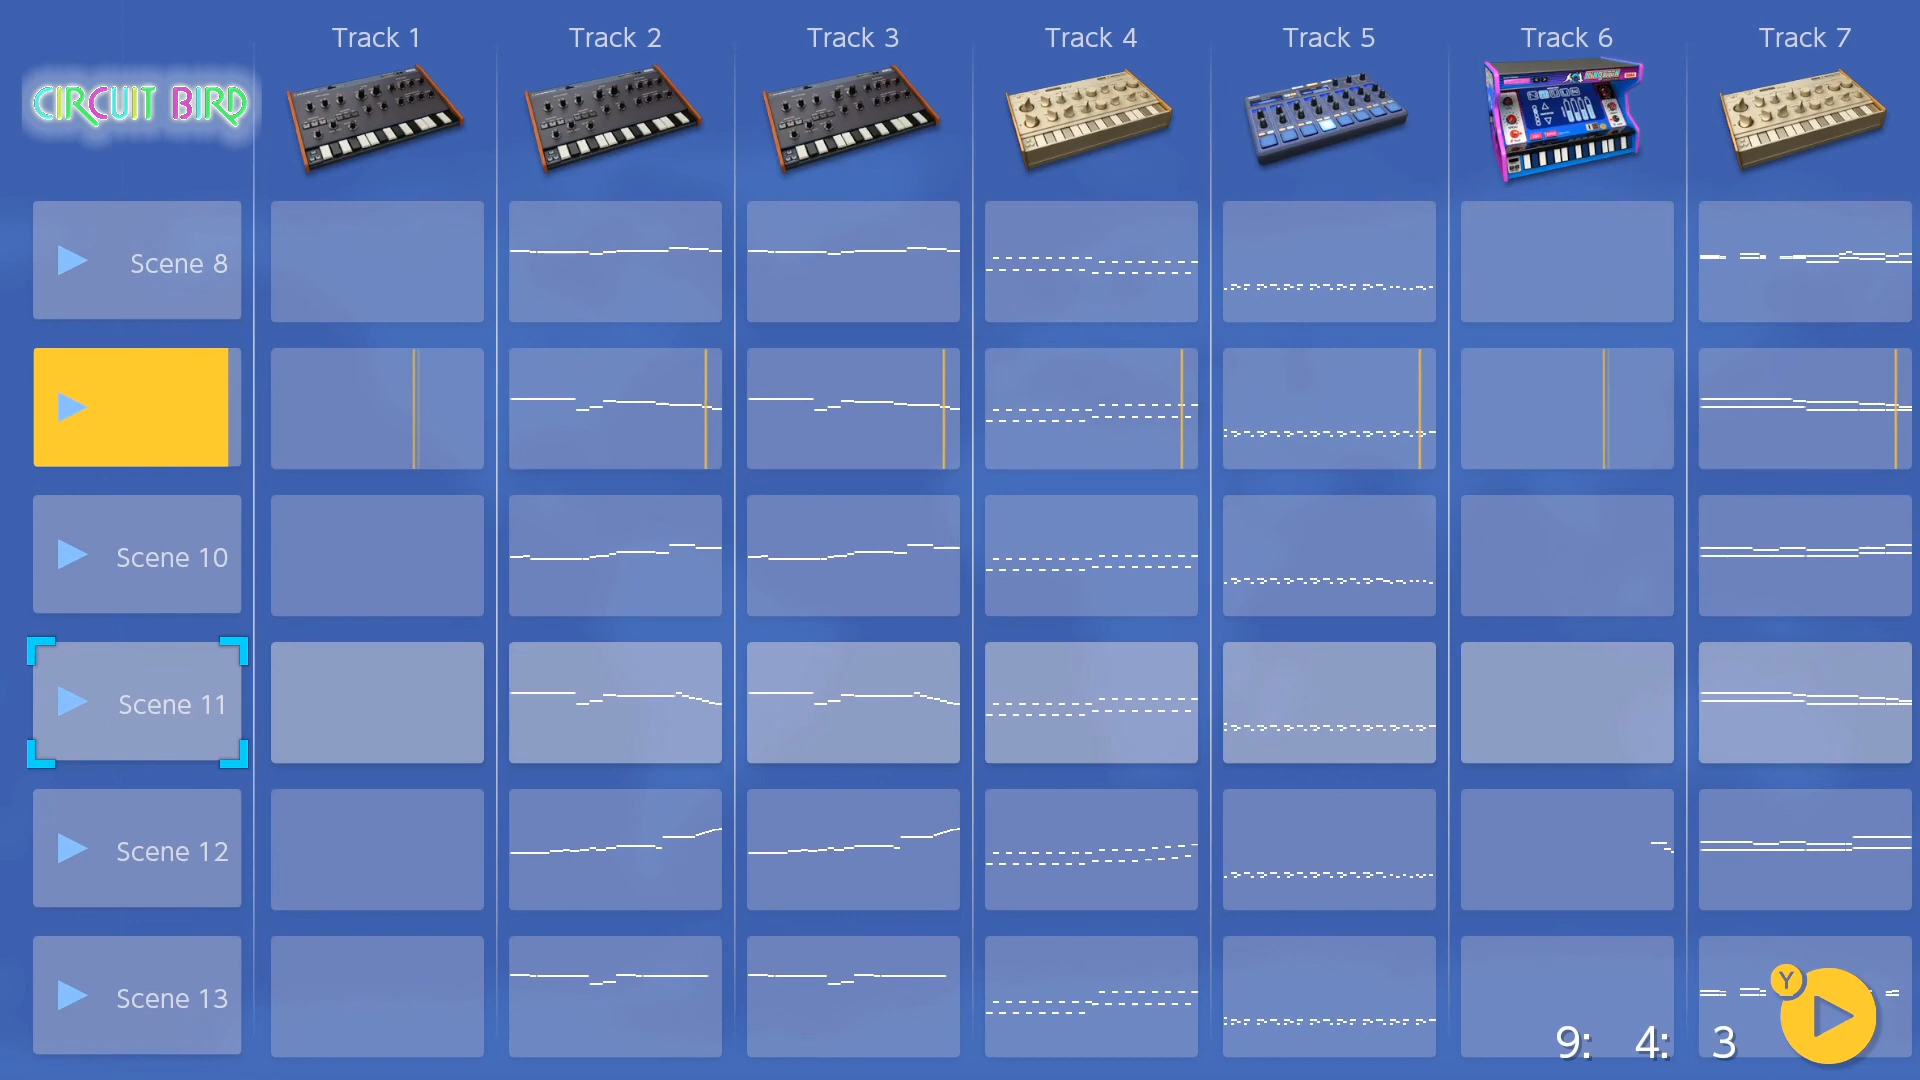 Track 1 Track 2 Track 3 Track 4 Track 5 Track 6 Track 7
CIRCUIT BIRD
Scene 8
Scene 10
Scene 11
Scene 12
Scene 13
Y
9: 4: 3